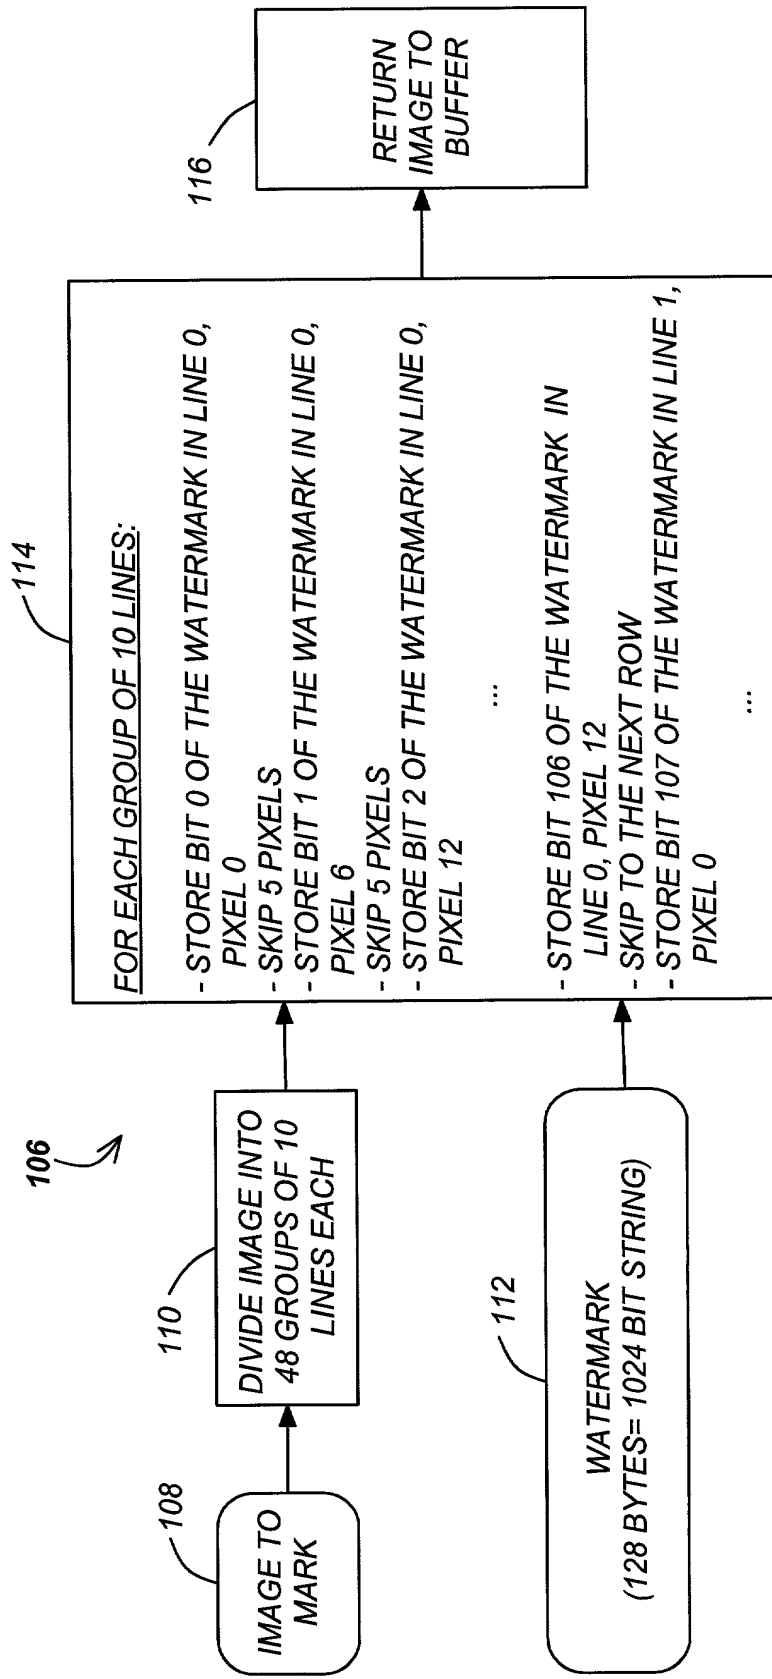 106
108
IMAGE TO
MARK
110
DIVIDE IMAGE INTO
48 GROUPS OF 10
LINES EACH
112
WATERMARK
(128 BYTES= 1024 BIT STRING)
114
FOR EACH GROUP OF 10 LINES:
- STORE BIT 0 OF THE WATERMARK IN LINE 0,
PIXEL 0
- SKIP 5 PIXELS
- STORE BIT 1 OF THE WATERMARK IN LINE 0,
PIXEL 6
- SKIP 5 PIXELS
- STORE BIT 2 OF THE WATERMARK IN LINE 0,
PIXEL 12
...
- STORE BIT 106 OF THE WATERMARK IN
LINE 0, PIXEL 12
- SKIP TO THE NEXT ROW
- STORE BIT 107 OF THE WATERMARK IN LINE 1,
PIXEL 0
...
116
RETURN
IMAGE TO
BUFFER